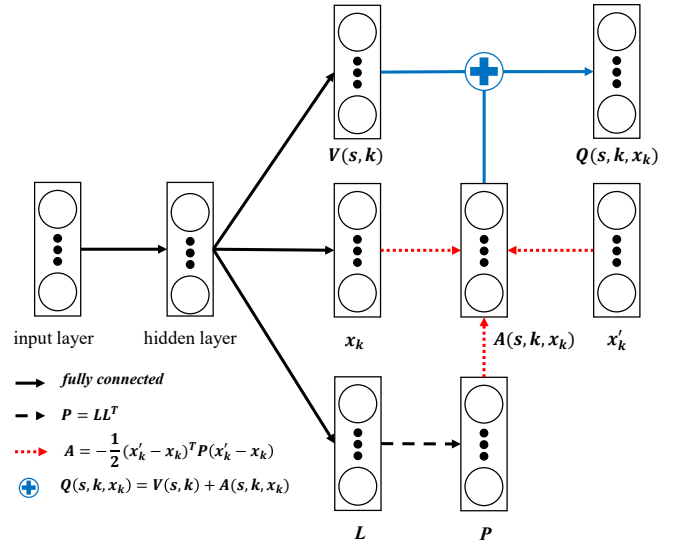 V(s, k)
Q(s, k, x_k)
input layer
hidden layer
x_k
A(s, k, x_k)
x′_k
fully connected
P = LL^T
A = −1/2(x′_k − x_k)^T P(x′_k − x_k)
Q(s, k, x_k) = V(s, k) + A(s, k, x_k)
L
P